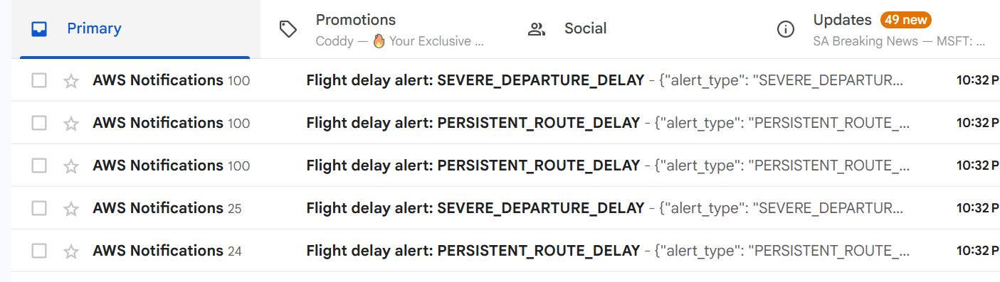 Primary
Promotions
Coddy — 🔥 Your Exclusive ...
Social
Updates 49 new
SA Breaking News — MSFT: ...
AWS Notifications 100 Flight delay alert: SEVERE_DEPARTURE_DELAY - {"alert_type": "SEVERE_DEPARTUR... 10:32 P
AWS Notifications 100 Flight delay alert: PERSISTENT_ROUTE_DELAY - {"alert_type": "PERSISTENT_ROUTE_... 10:32 P
AWS Notifications 100 Flight delay alert: PERSISTENT_ROUTE_DELAY - {"alert_type": "PERSISTENT_ROUTE_... 10:32 P
AWS Notifications 25 Flight delay alert: SEVERE_DEPARTURE_DELAY - {"alert_type": "SEVERE_DEPARTUR... 10:32 P
AWS Notifications 24 Flight delay alert: PERSISTENT_ROUTE_DELAY - {"alert_type": "PERSISTENT_ROUTE_... 10:32 P